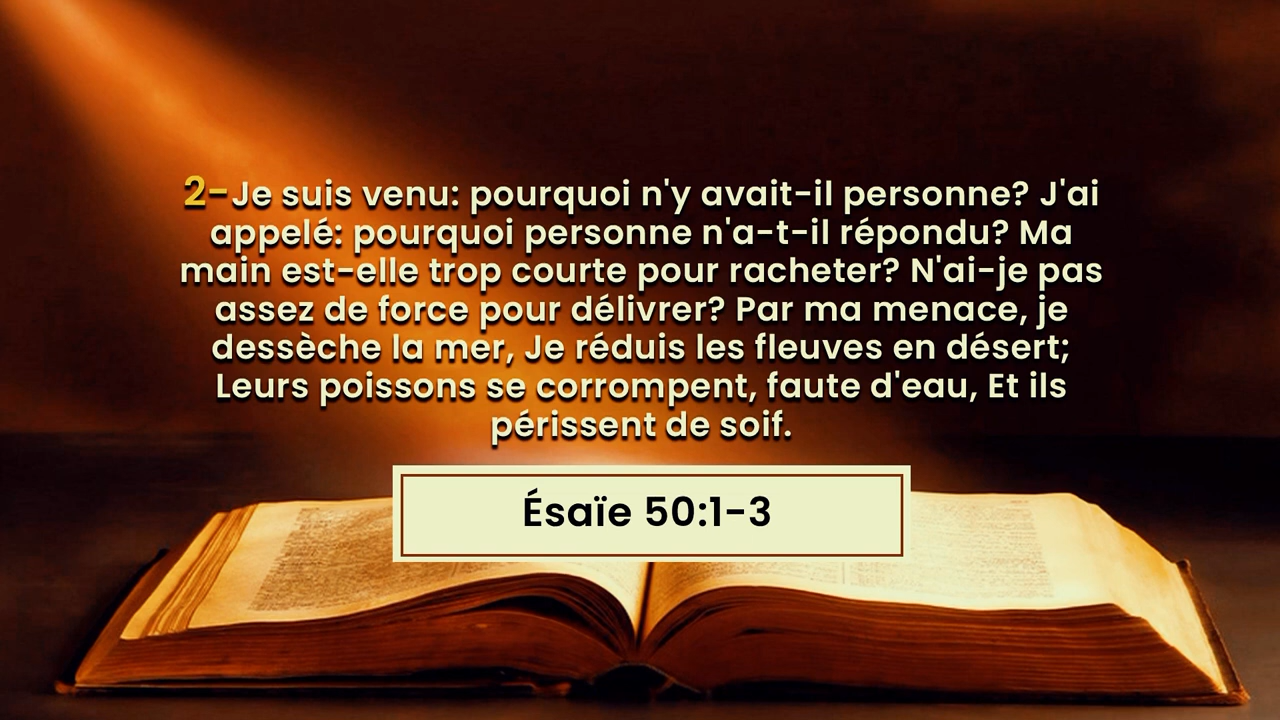 2-Je suis venu: pourquoi n'y avait-il personne? J'ai
appelé: pourquoi personne n'a-t-il répondu? Ma
main est-elle trop courte pour racheter? N'ai-je pas
assez de force pour délivrer? Par ma menace, je
dessèche la mer, Je réduis les fleuves en désert;
Leurs poissons se corrompent, faute d'eau, Et ils
périssent de soif.
Ésaïe 50:1-3